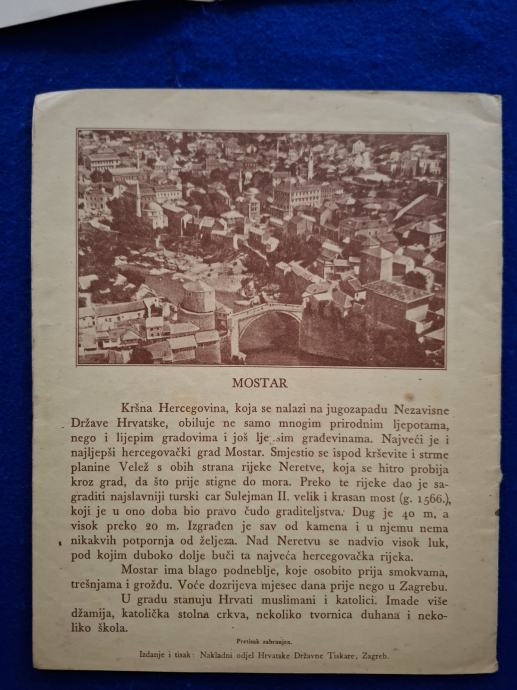 MOSTAR
Kršna Hercegovina, koja se nalazi na jugozapadu Nezavisne
Države Hrvatske, obiluje ne samo mnogim prirodnim ljepotama,
nego i lijepim gradovima i još ljepšim građevinama. Najveći je i
najljepši hercegovački grad Mostar. Smjestio se ispod krševite i strme
planine Velež s obih strana rijeke Neretve, koja se hitro probija
kroz grad, da što prije stigne do mora. Preko te rijeke dao je sa-
graditi najslavniji turski car Sulejman II. velik i krasan most (g. 1566.),
koji je u ono doba bio pravo čudo graditeljstva. Dug je 40 m, a
visok preko 20 m. Izgrađen je sav od kamena i u njemu nema
nikakvih potpornja od željeza. Nad Neretvu se nadvio visok luk,
pod kojim duboko dolje buči ta najveća hercegovačka rijeka.
Mostar ima blago podneblje, koje osobito prija smokvama,
trešnjama i grožđu. Voće dozrijeva mjesec dana prije nego u Zagrebu.
U gradu stanuju Hrvati muslimani i katolici. Imade više
džamija, katolička stolna crkva, nekoliko tvornica duhana i neko-
liko škola.
Pretisak zabranjen.
Izdanje i tisak: Nakladni odjel Hrvatske Državne Tiskare, Zagreb.